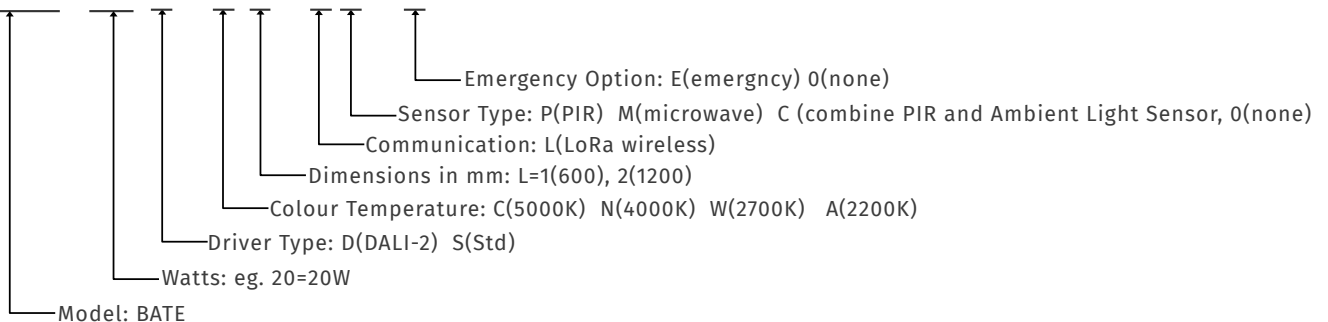 Emergency Option: E(emergncy) 0(none)
Sensor Type: P(PIR) M(microwave) C (combine PIR and Ambient Light Sensor, 0(none)
Communication: L(LoRa wireless)
Dimensions in mm: L=1(600), 2(1200)
Colour Temperature: C(5000K) N(4000K) W(2700K) A(2200K)
Driver Type: D(DALI-2) S(Std)
Watts: eg. 20=20W
Model: BATE